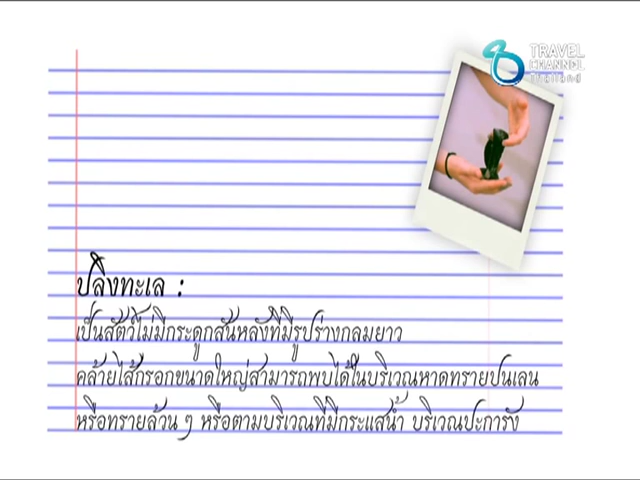 TRAVEL
CHANNEL
Thailand
ปลิงทะเล :
เป็นสัตว์ไม่มีกระดูกสันหลังที่มีรูปร่างกลมยาว
คล้ายไส้กรอกขนาดใหญ่สามารถพบได้ในบริเวณหาดทรายปนเลน
หรือทรายล้วน ๆ หรือตามบริเวณที่มีกระแสน้ำ บริเวณปะการัง